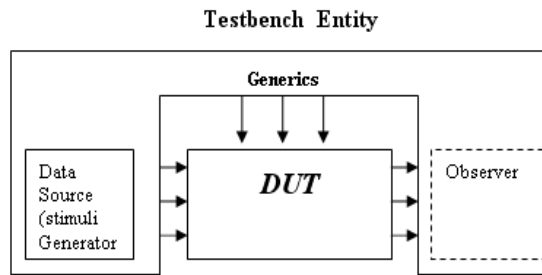 Testbench Entity
Generics
Data
Source
(stimuli
Generator
DUT
Observer